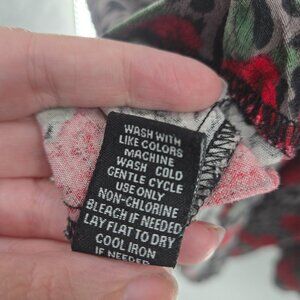 WASH WITH
LIKE COLORS
MACHINE
WASH COLD
GENTLE CYCLE
USE ONLY
NON-CHLORINE
BLEACH IF NEEDED
LAY FLAT TO DRY
COOL IRON
IF NEEDED